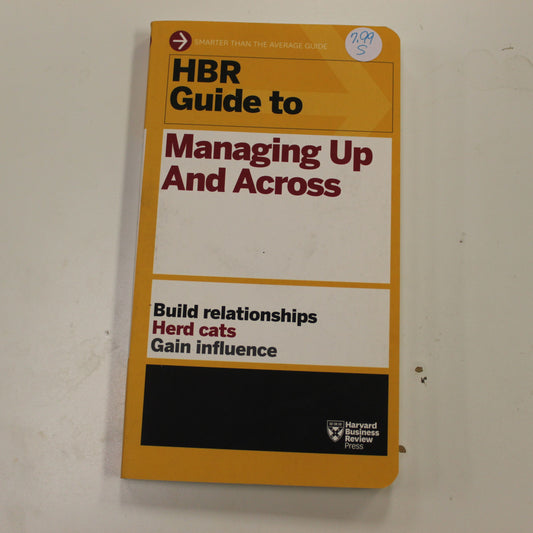 SMARTER THAN THE AVERAGE GUIDE
7.99
S
HBR
Guide to
Managing Up
And Across
Build relationships
Herd cats
Gain influence
Harvard
Business
Review
Press